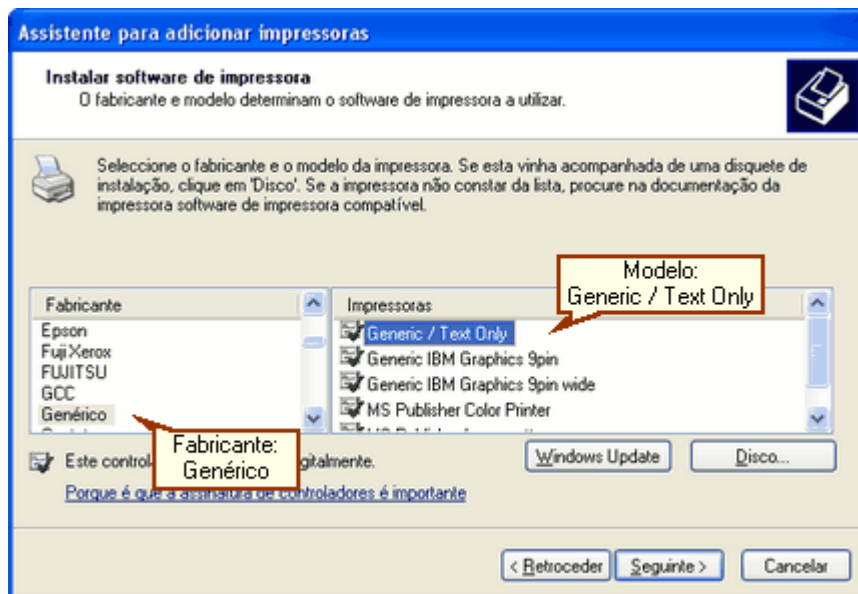 Assistente para adicionar impressoras
Instalar software de impressora
O fabricante e modelo determinam o software de impressora a utilizar.
Seleccione o fabricante e o modelo da impressora. Se esta vinha acompanhada de uma disquete de
instalação, clique em 'Disco'. Se a impressora não constar da lista, procure na documentação da
impressora software de impressora compatível.
Modelo:
Generic / Text Only
Fabricante
Epson
Fuji Xerox
FUJITSU
GCC
Genérico
Impressoras
Generic / Text Only
Generic IBM Graphics 9pin
Generic IBM Graphics 9pin wide
MS Publisher Color Printer
Fabricante:
Genérico
Este gitalmente.
Windows Update
Disco...
Porque é que a assinatura de controladores é importante
< Retroceder
Seguinte >
Cancelar